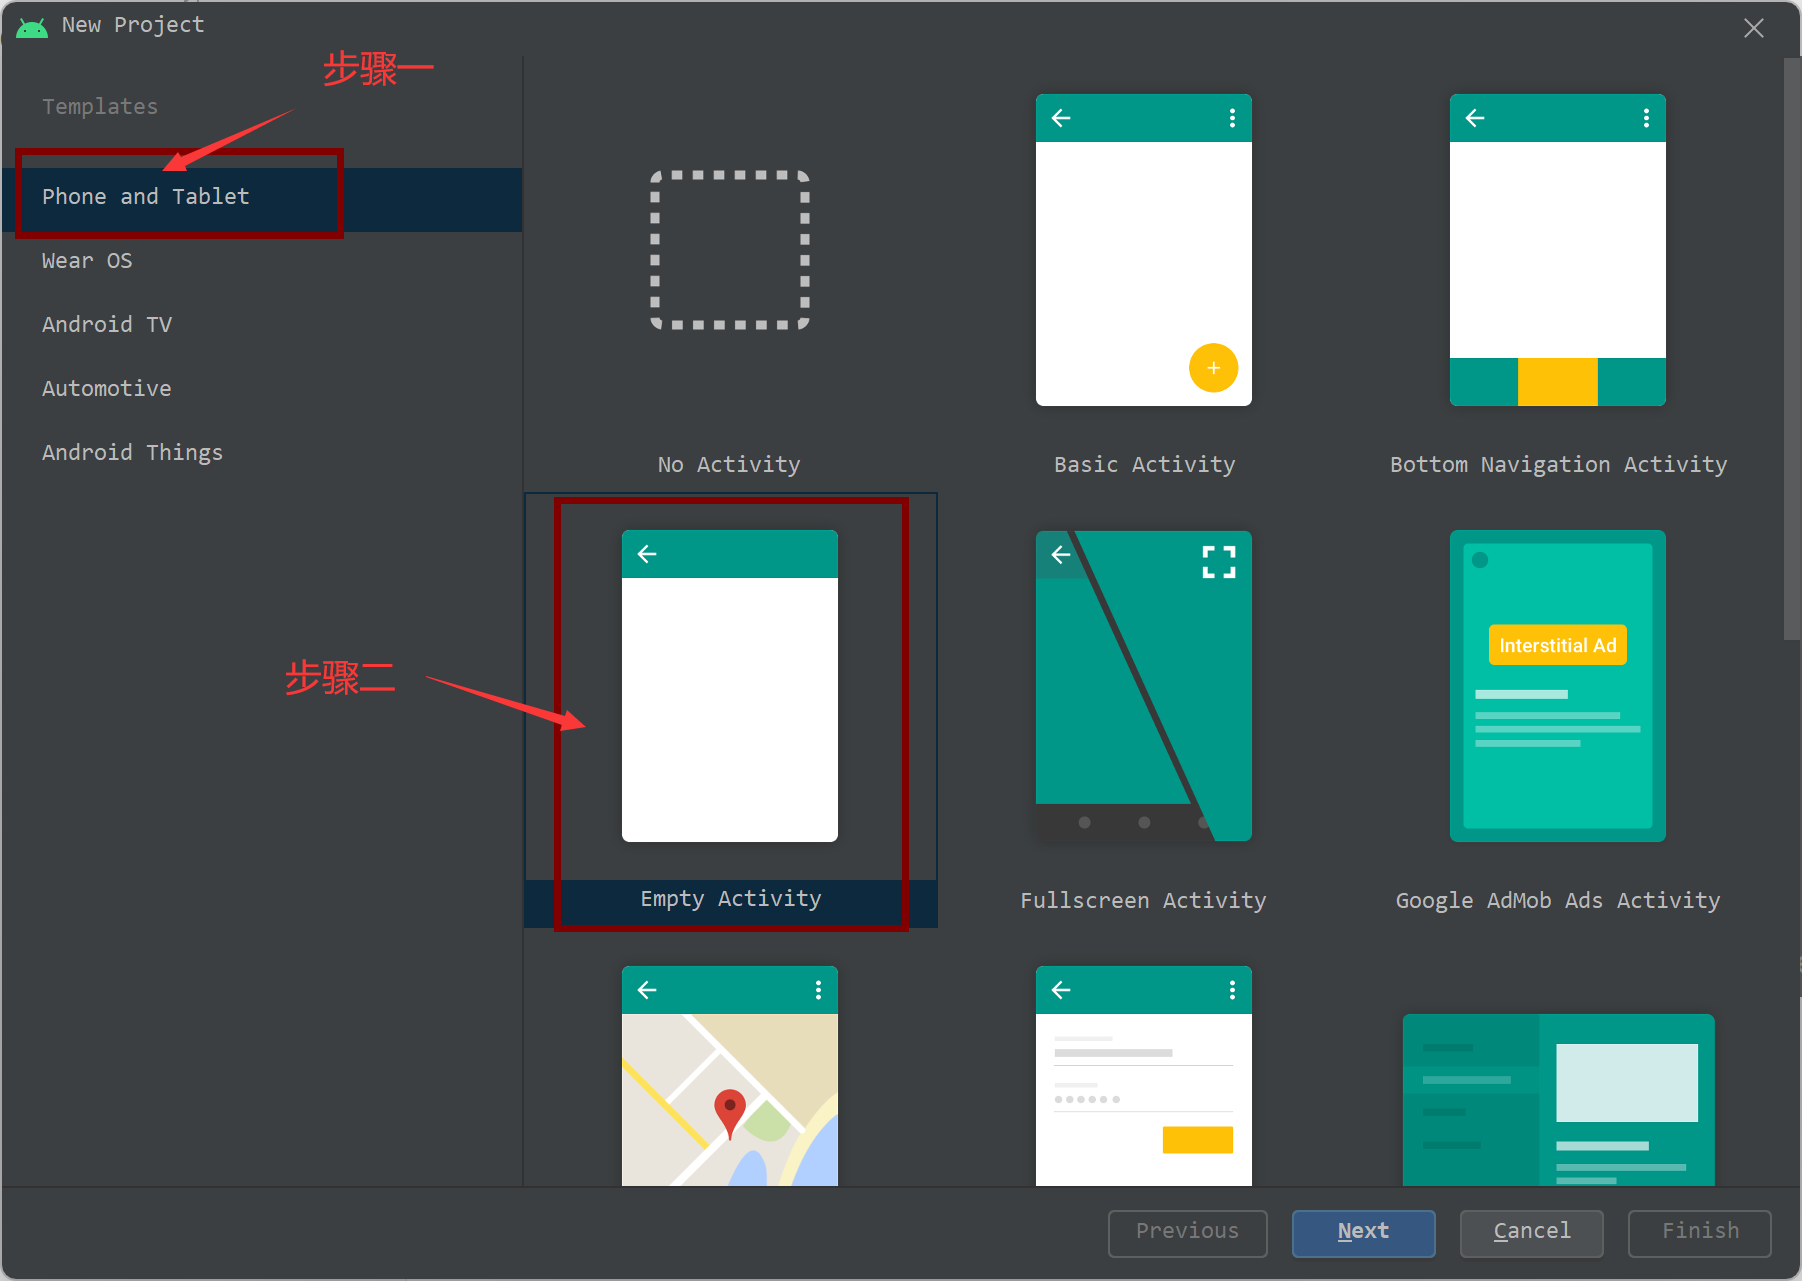 New Project
步骤一
Templates
Phone and Tablet
Wear OS
Android TV
Automotive
Android Things
No Activity
Basic Activity
Bottom Navigation Activity
步骤二
Interstitial Ad
Empty Activity
Fullscreen Activity
Google AdMob Ads Activity
Previous
Next
Cancel
Finish